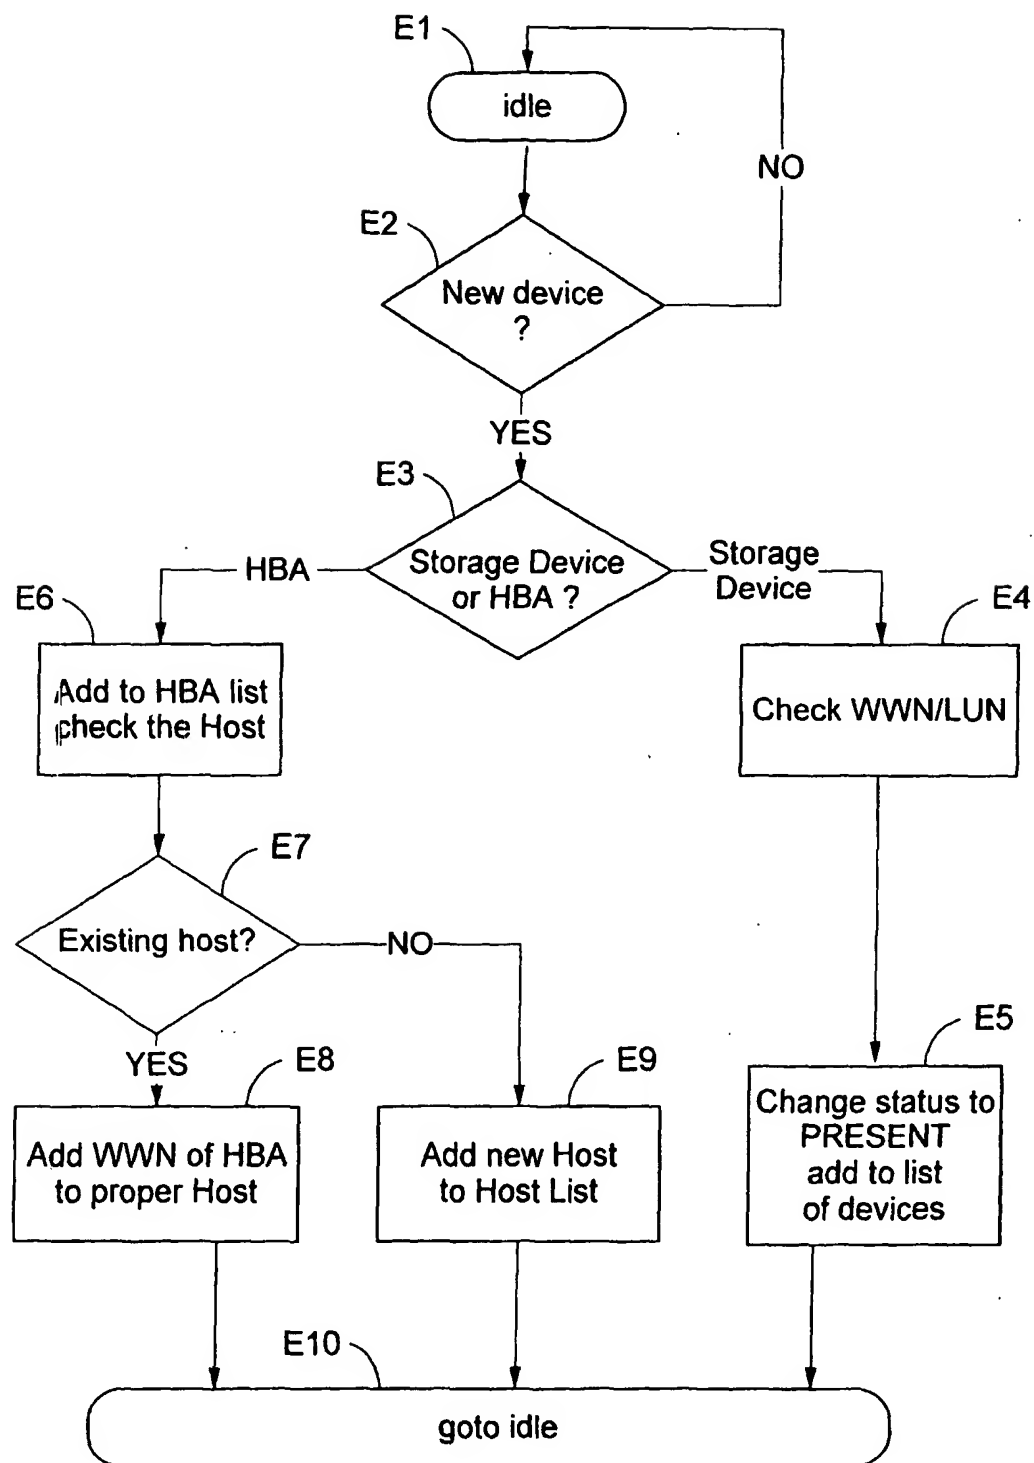 E1
idle
NO
E2
New device
?
YES
E3
Storage Device
or HBA ?
HBA
Storage
Device
E6
Add to HBA list
check the Host
E4
Check WWN/LUN
E7
Existing host?
NO
YES
E8
Add WWN of HBA
to proper Host
E9
Add new Host
to Host List
E5
Change status to
PRESENT
add to list
of devices
E10
goto idle